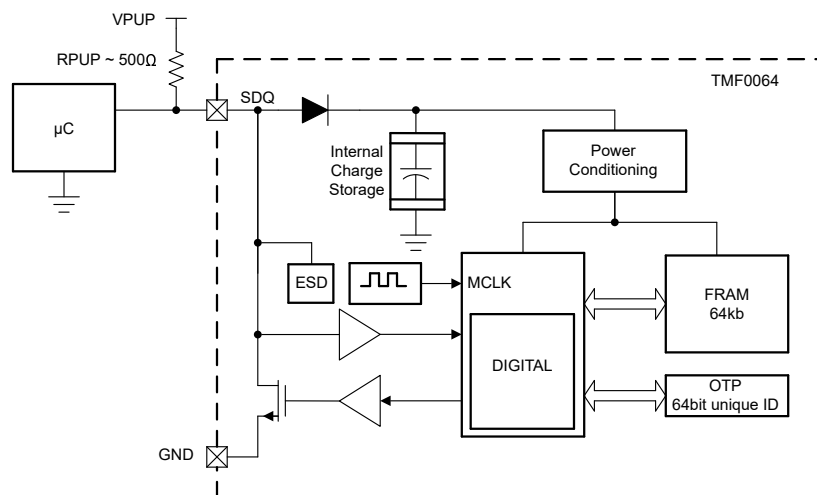 VPUP
RPUP ~ 500Ω
TMF0064
SDQ
µC
Internal
Charge
Storage
Power
Conditioning
ESD
MCLK
FRAM
64kb
DIGITAL
OTP
64bit unique ID
GND